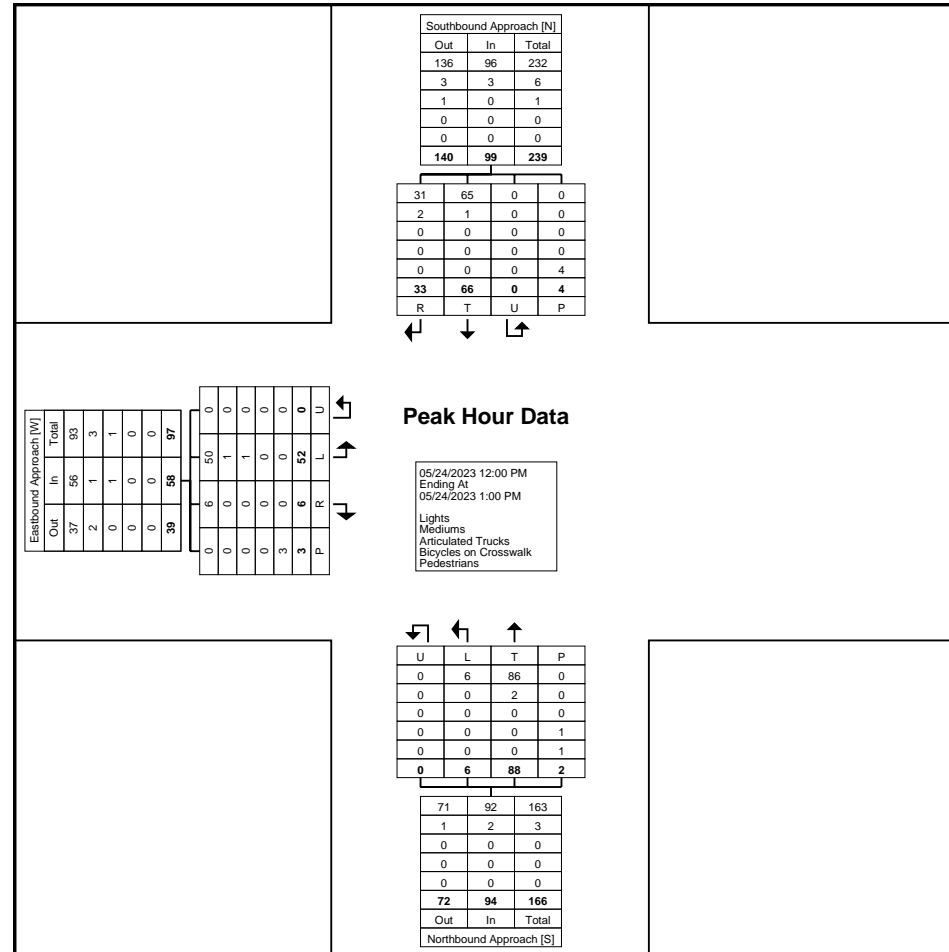 Southbound Approach [N]
Out In Total
136 96 232
3 3 6
1 0 1
0 0 0
0 0 0
140 99 239
31 65 0 0
2 1 0 0
0 0 0 0
0 0 0 0
0 0 0 4
33 66 0 4
R T U P
Eastbound Approach [W]
Out In Total
37 56 93
2 1 3
0 1 1
0 0 0
0 0 0
39 58 97
0 6 50 0
0 0 1 0
0 0 1 0
0 0 0 0
3 0 0 0
3 6 52 0
P R L U
Peak Hour Data
05/24/2023 12:00 PM
Ending At
05/24/2023 1:00 PM
Lights
Mediums
Articulated Trucks
Bicycles on Crosswalk
Pedestrians
U L T P
0 6 86 0
0 0 2 0
0 0 0 0
0 0 0 1
0 0 0 1
0 6 88 2
71 92 163
1 2 3
0 0 0
0 0 0
0 0 0
72 94 166
Out In Total
Northbound Approach [S]